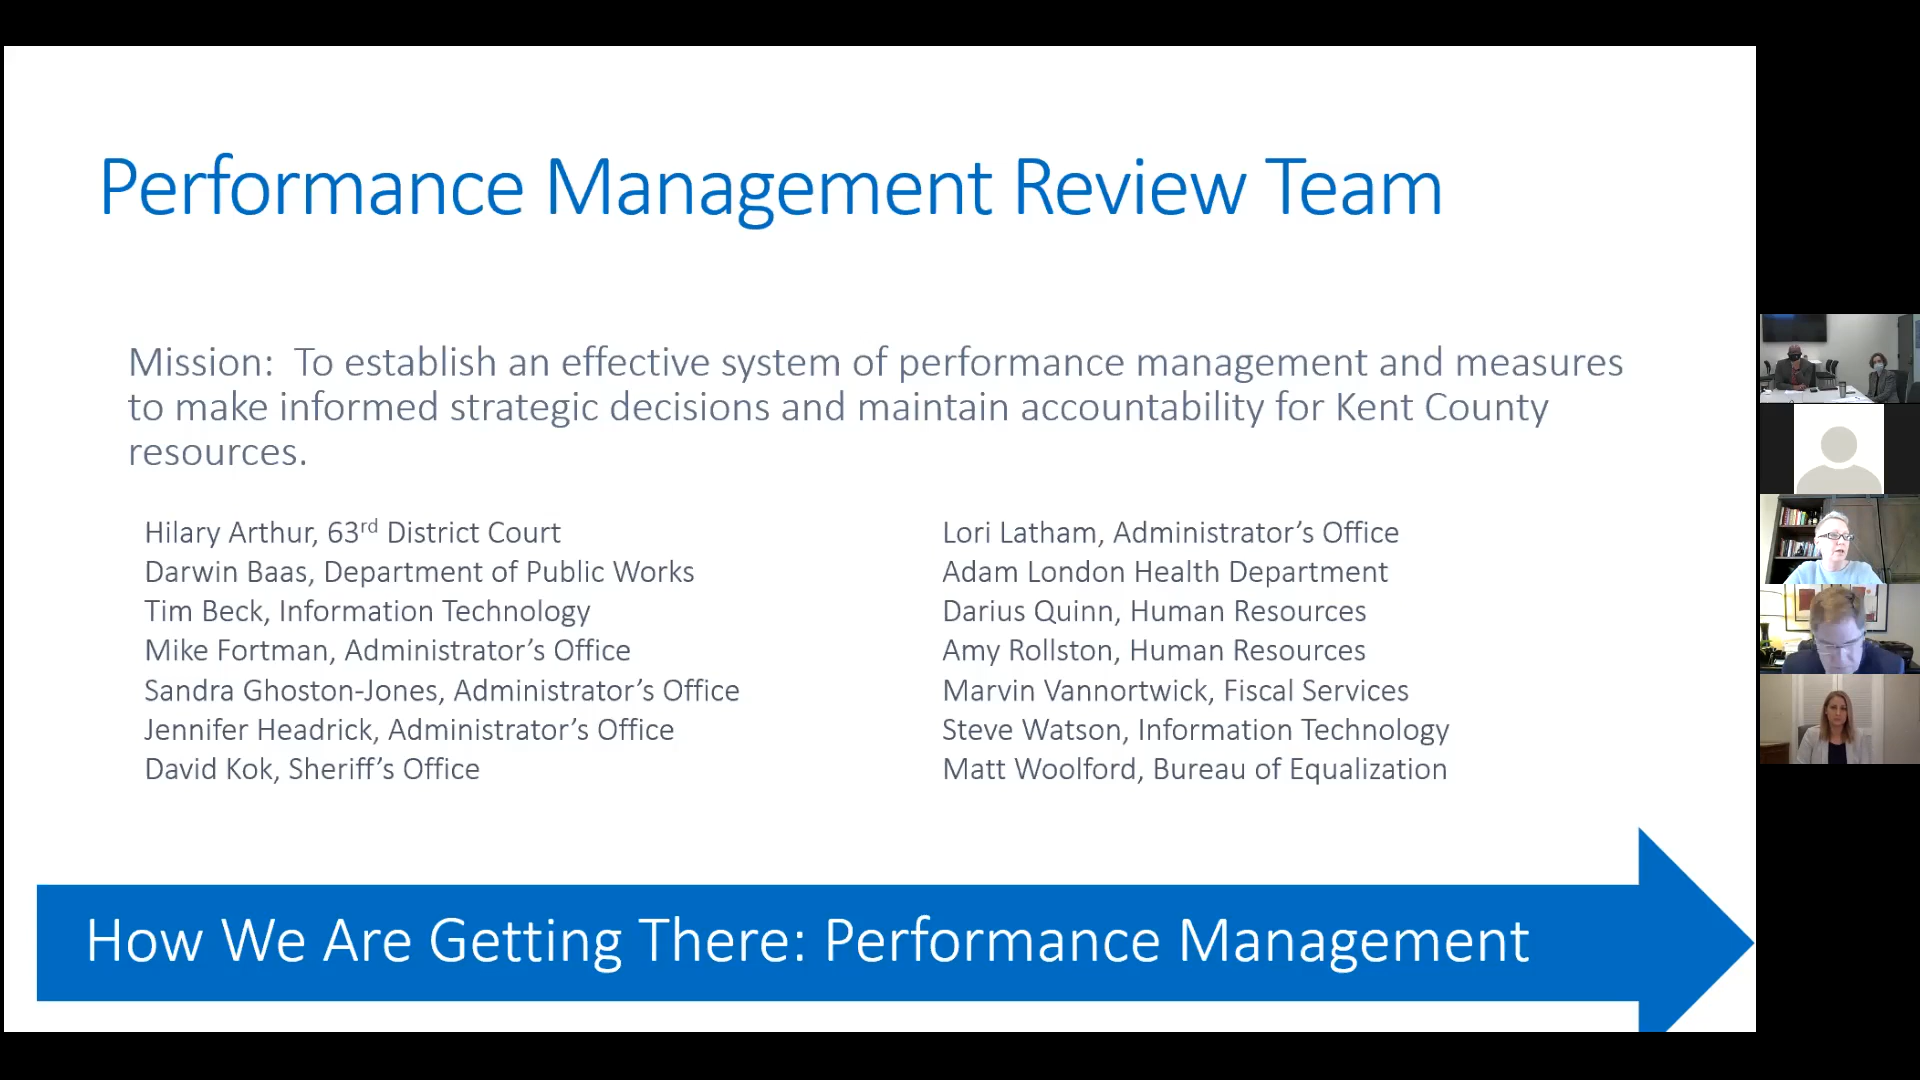 Performance Management Review Team
Mission:  To establish an effective system of performance management and measures
to make informed strategic decisions and maintain accountability for Kent County
resources.
Hilary Arthur, 63rd District Court
Darwin Baas, Department of Public Works
Tim Beck, Information Technology
Mike Fortman, Administrator’s Office
Sandra Ghoston-Jones, Administrator’s Office
Jennifer Headrick, Administrator’s Office
David Kok, Sheriff’s Office
Lori Latham, Administrator’s Office
Adam London Health Department
Darius Quinn, Human Resources
Amy Rollston, Human Resources
Marvin Vannortwick, Fiscal Services
Steve Watson, Information Technology
Matt Woolford, Bureau of Equalization
How We Are Getting There: Performance Management